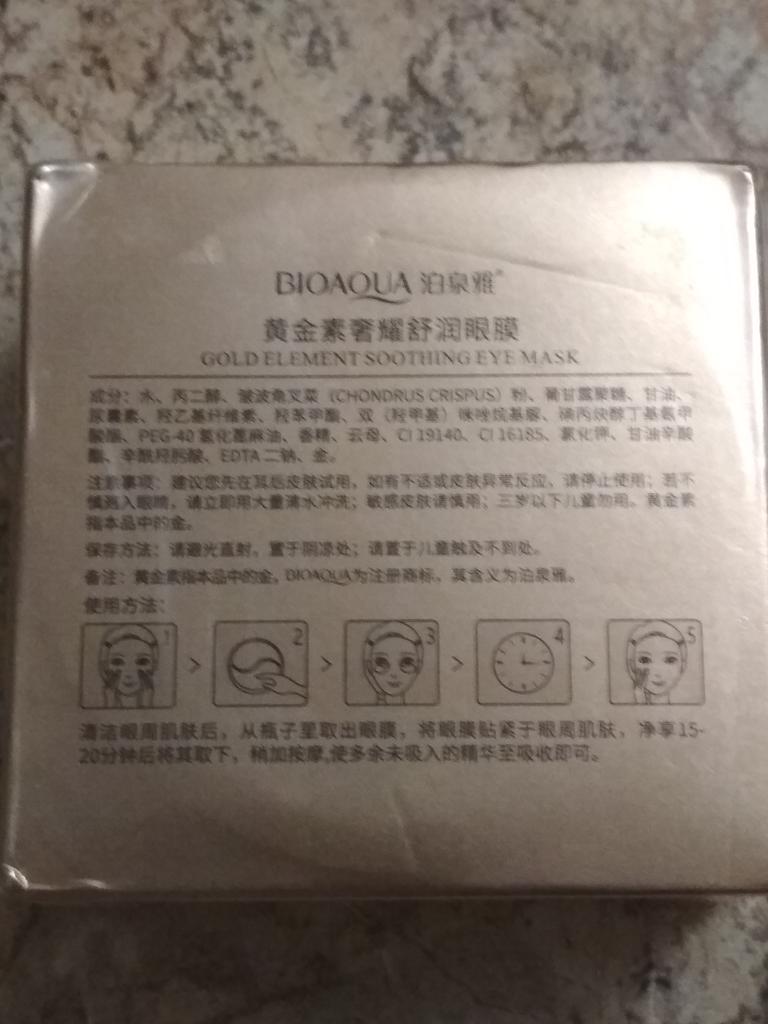 BIOAQUA 泊泉雅®
黄金素奢耀舒润眼膜
GOLD ELEMENT SOOTHING EYE MASK
成分：水、丙二醇、皱波角叉菜（CHONDRUS CRISPUS）粉、葡甘露聚糖、甘油、
尿囊素、羟乙基纤维素、羟苯甲酯、双（羟甲基）咪唑烷基脲、碘丙炔醇丁基氨甲
酸酯、PEG-40 氢化蓖麻油、香精、云母、CI 19140、CI 16185、氯化钾、甘油辛酸
酯、辛酰羟肟酸、EDTA 二钠、金。
注意事项：建议您先在耳后皮肤试用，如有不适或皮肤异常反应，请停止使用；若不
慎溅入眼睛，请立即用大量清水冲洗；敏感皮肤请慎用；三岁以下儿童勿用。黄金素
指本品中的金。
保存方法：请避光直射，置于阴凉处；请置于儿童触及不到处。
备注：黄金素指本品中的金，BIOAQUA为注册商标，其含义为泊泉雅。
使用方法：
1 > 2 > 3 > 4 > 5
清洁眼周肌肤后，从瓶子里取出眼膜，将眼膜贴紧于眼周肌肤，净享15-
20分钟后将其取下，稍加按摩,使多余未吸入的精华至吸收即可。